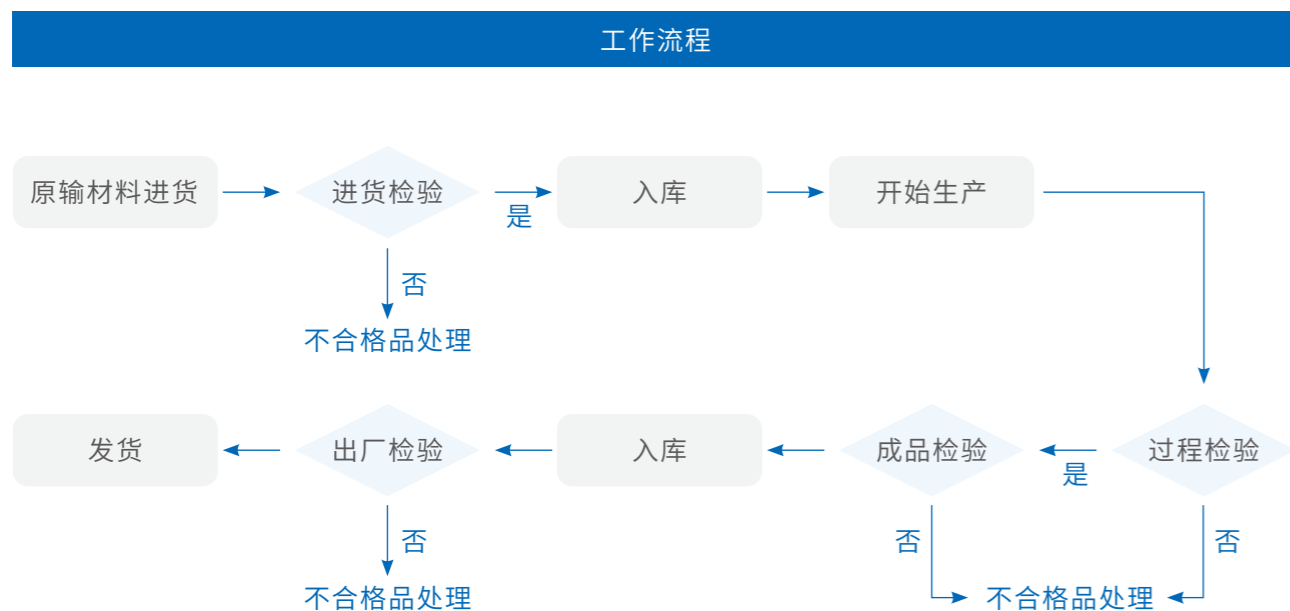 工作流程
原输材料进货
进货检验
是
入库
开始生产
否
不合格品处理
发货
出厂检验
入库
成品检验
是
过程检验
否
不合格品处理
否
否
不合格品处理